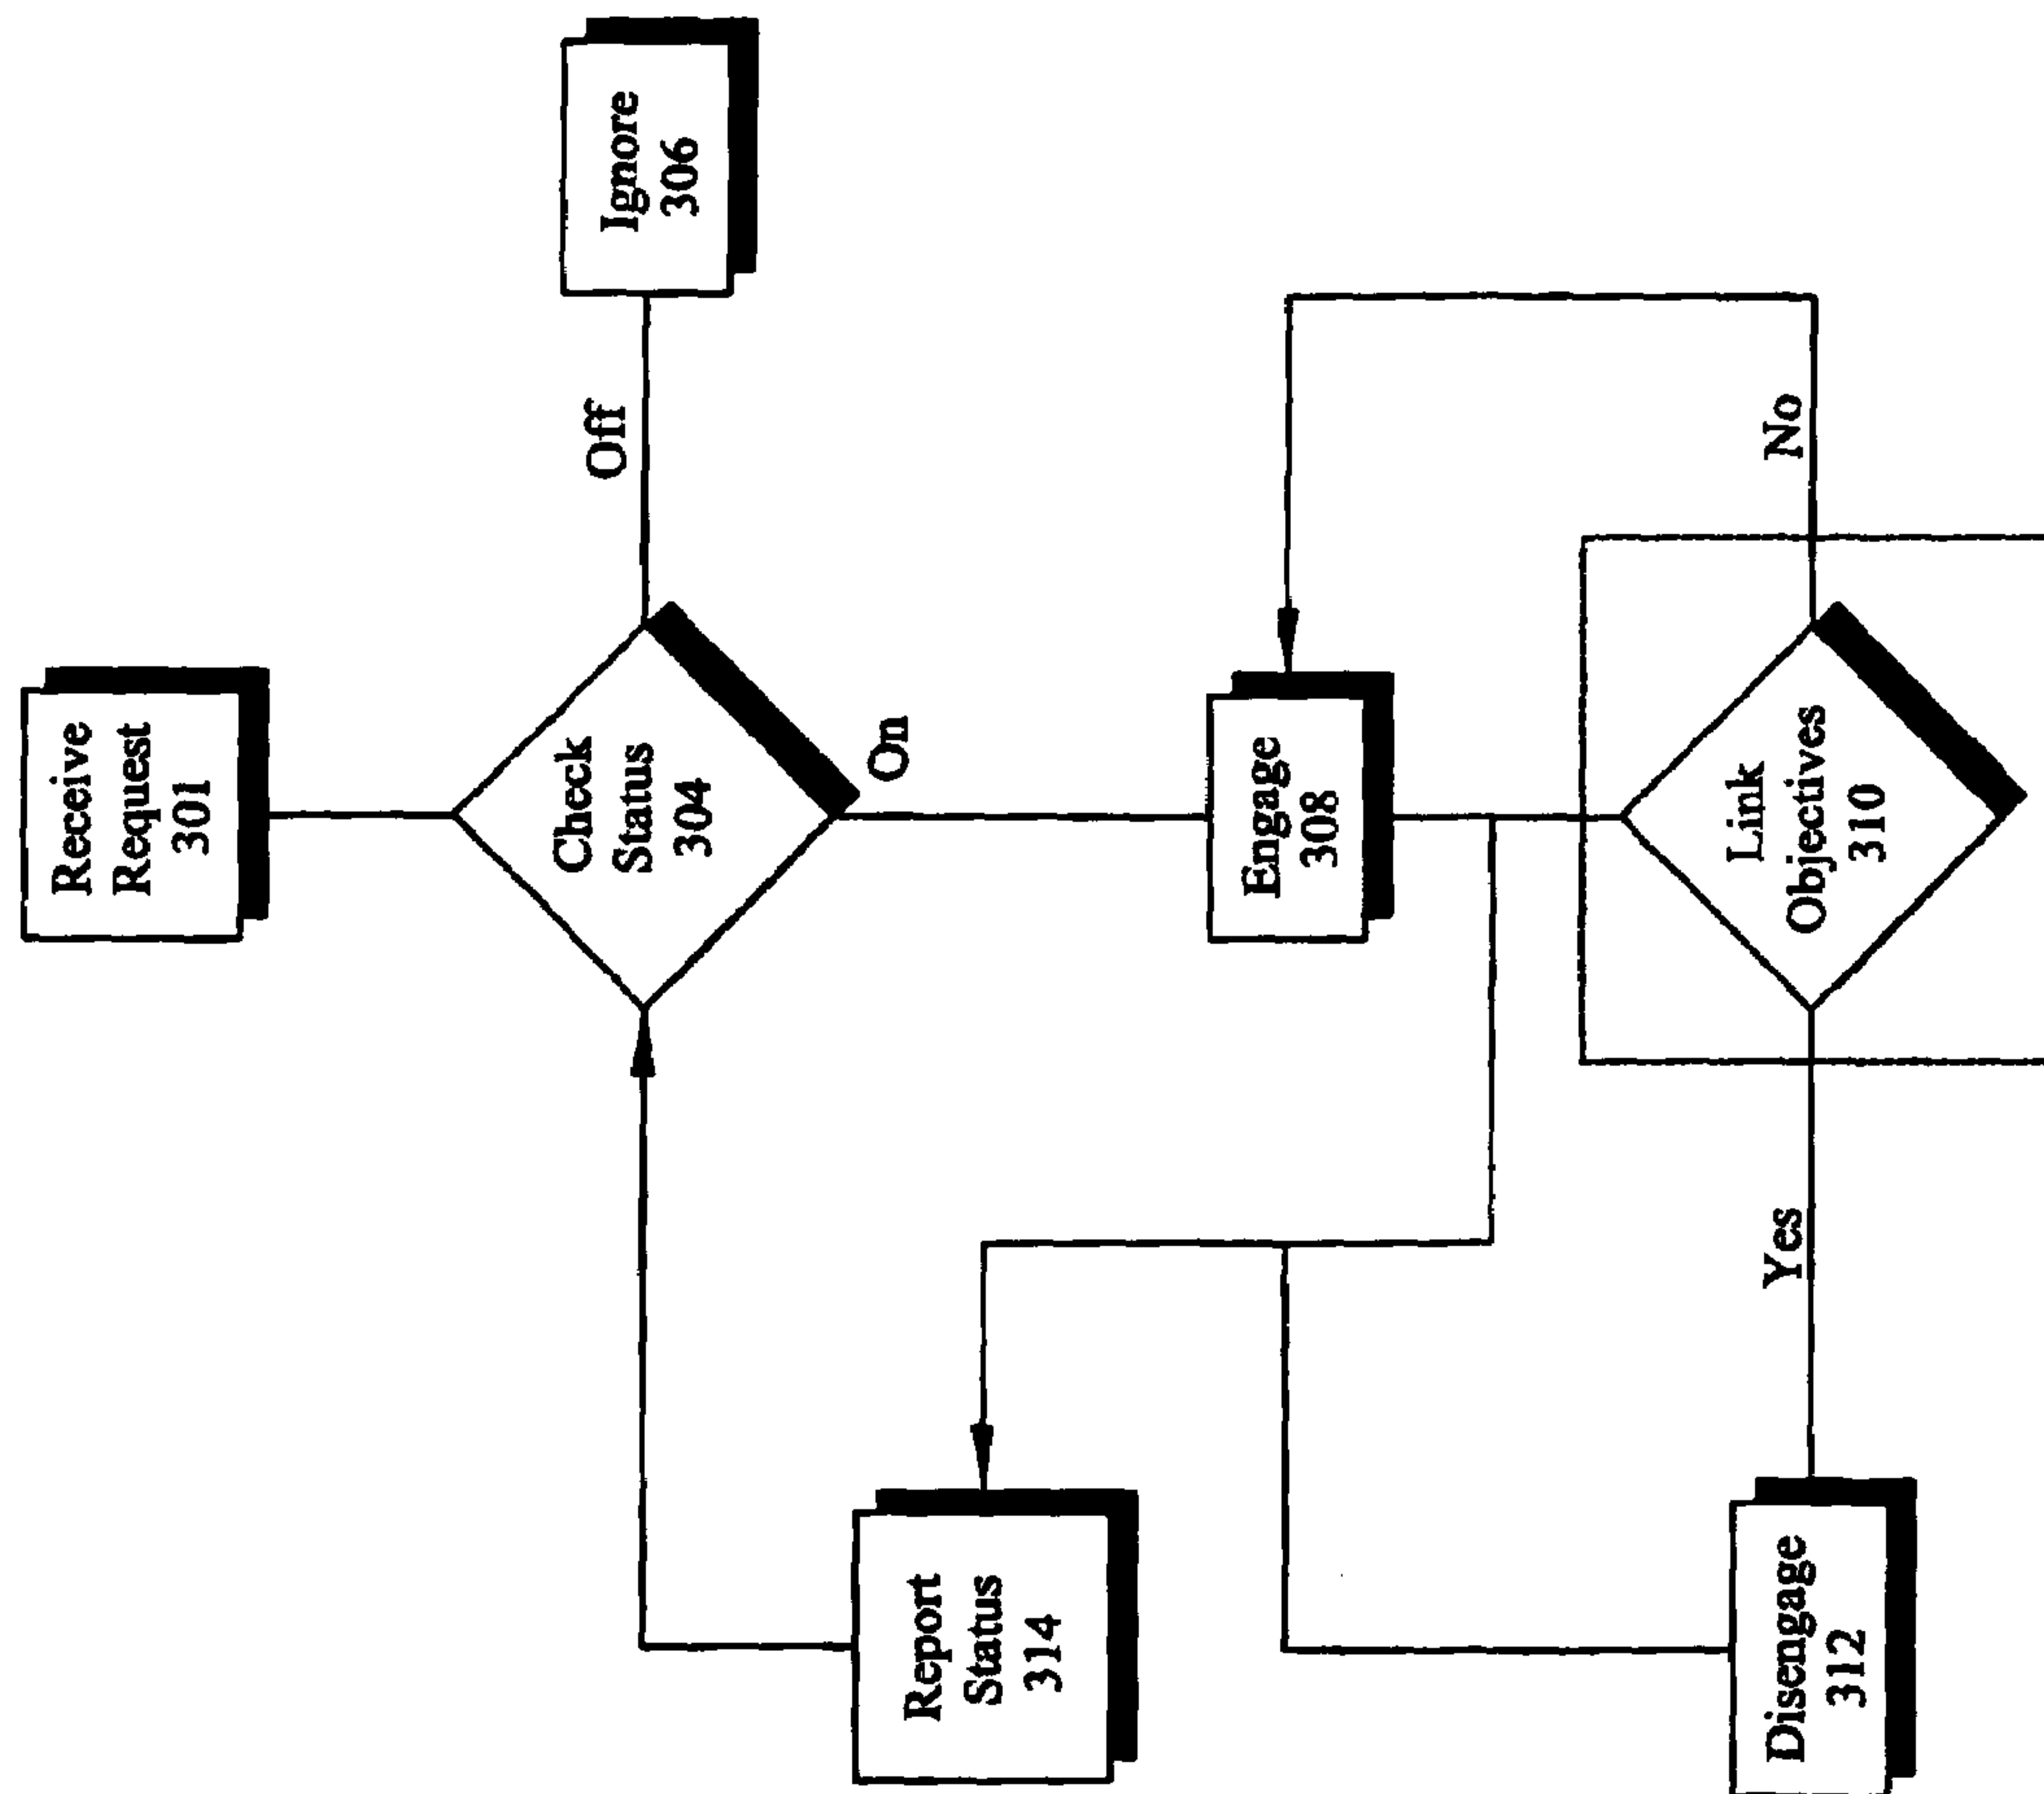 Receive
Request
301
Check
Status
304
Off
Ignore
306
On
Engage
308
Link
Objectives
310
No
Yes
Disengage
312
Report
Status
314